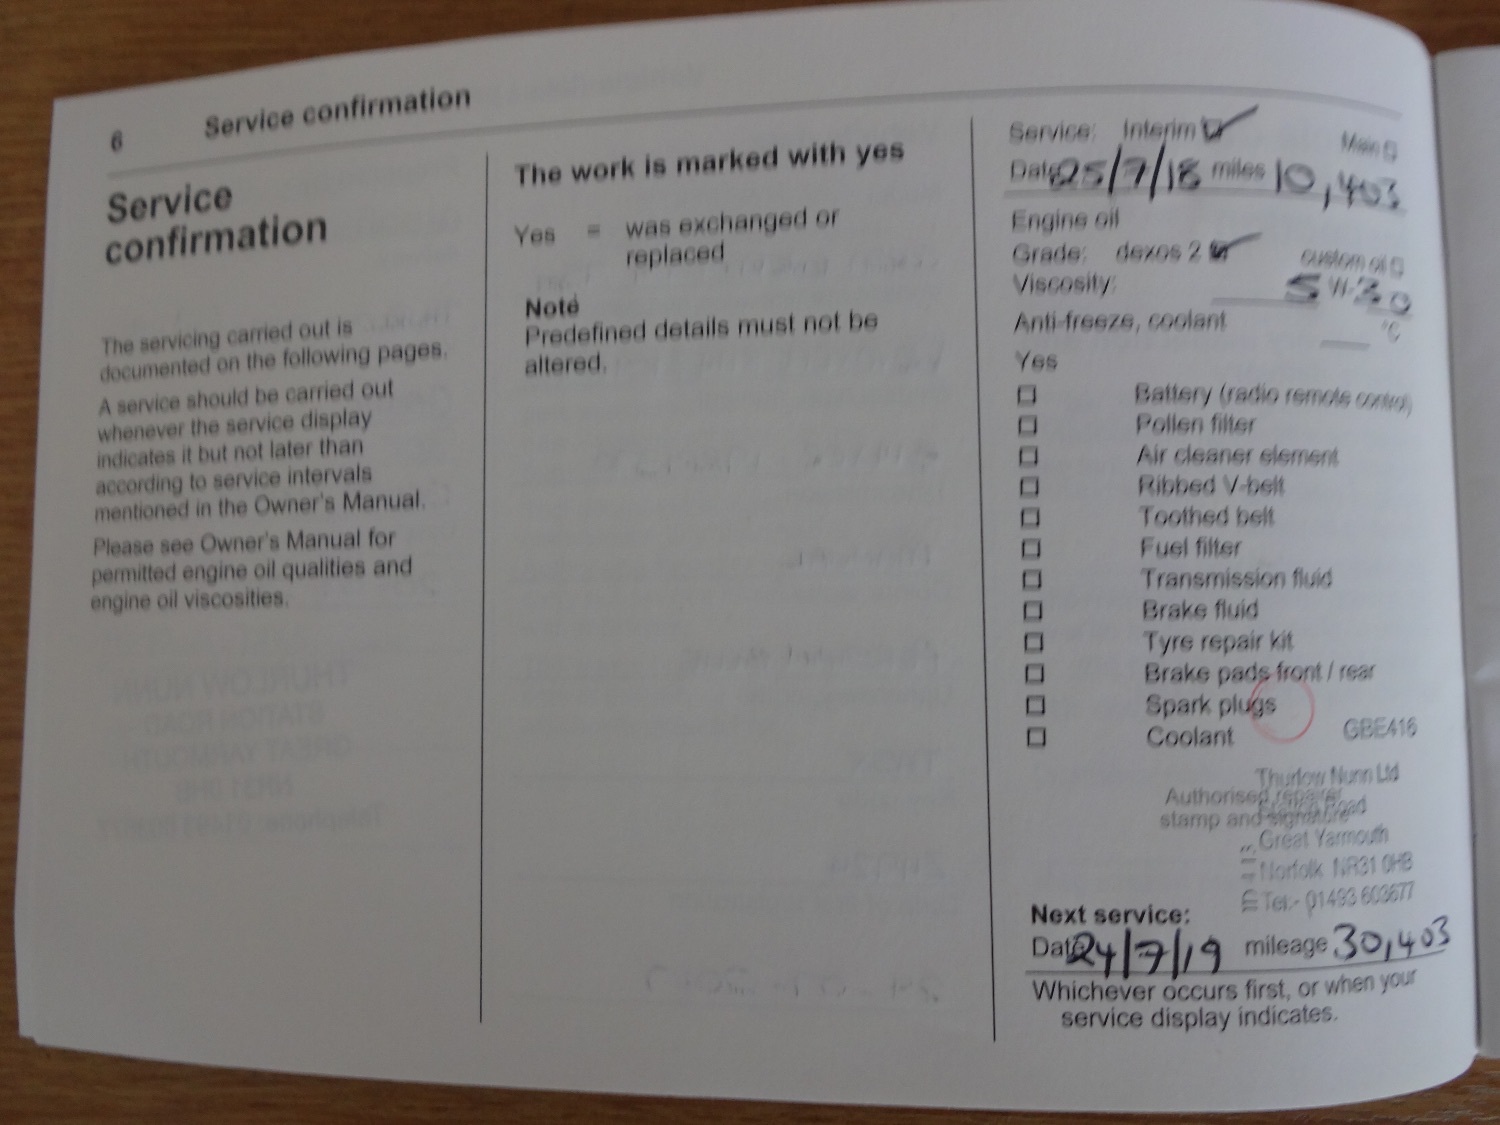 6 Service confirmation
Service
confirmation
The servicing carried out is
documented on the following pages.
A service should be carried out
whenever the service display
indicates it but not later than
according to service intervals
mentioned in the Owner's Manual.
Please see Owner's Manual for
permitted engine oil qualities and
engine oil viscosities.
The work is marked with yes
Yes = was exchanged or
replaced
Note
Predefined details must not be
altered.
Service: Interim Main
Date 25/7/18 miles 10,403
Engine oil
Grade: dexos 2 custom oil
Viscosity: 5W-30
Anti-freeze, coolant °C
Yes
Battery (radio remote control)
Pollen filter
Air cleaner element
Ribbed V-belt
Toothed belt
Fuel filter
Transmission fluid
Brake fluid
Tyre repair kit
Brake pads front / rear
Spark plugs
GBE416
Coolant
Thurlow Nunn Ltd
Authorised repairer
Road
stamp and signature
Great Yarmouth
Norfolk NR31 0HB
Tel:- 01493 603677
Next service:
Date 24/7/19 mileage 30,403
Whichever occurs first, or when your
service display indicates.